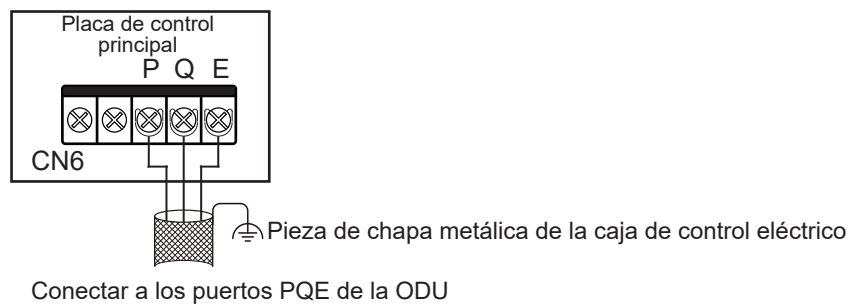 Placa de control
principal
P Q E
CN6
Pieza de chapa metálica de la caja de control eléctrico
Conectar a los puertos PQE de la ODU